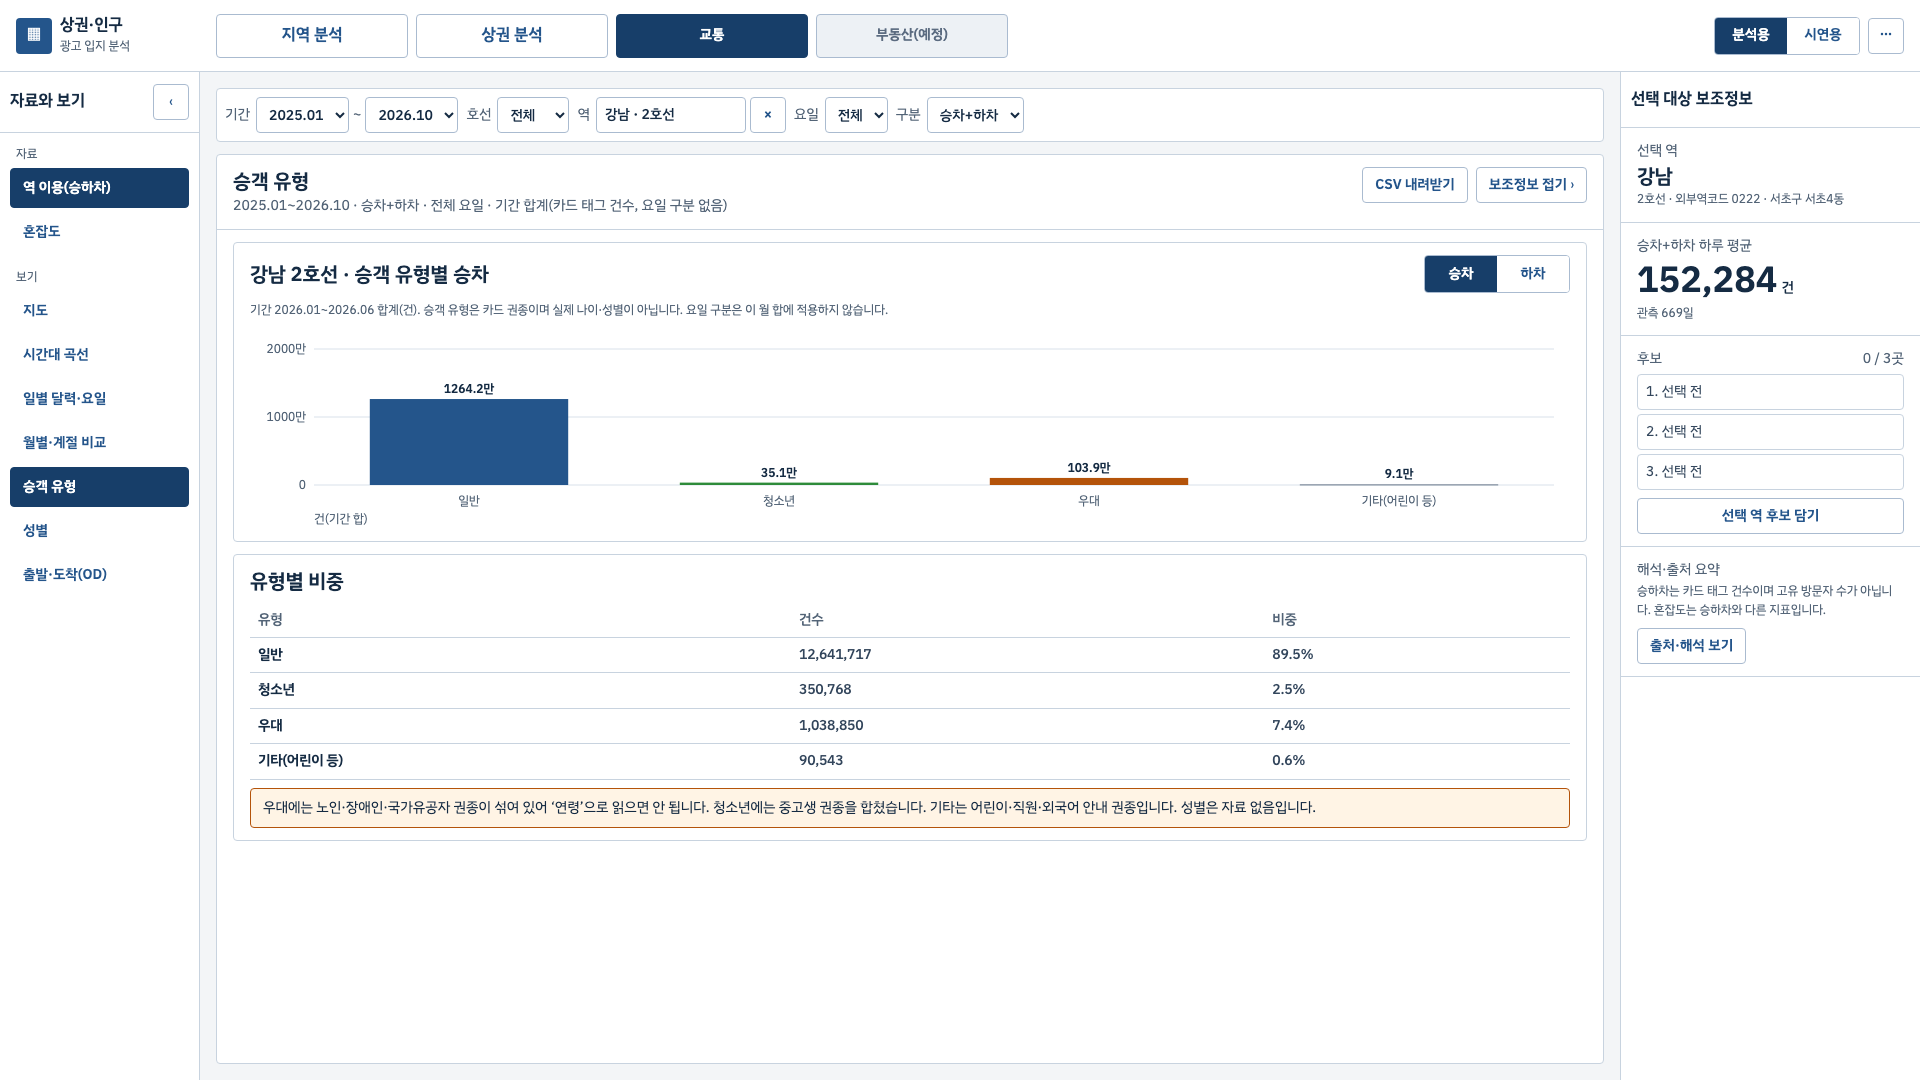 상권·인구
광고 입지 분석
지역 분석
상권 분석
교통
부동산(예정)
분석용
시연용
···
자료와 보기
‹
자료
역 이용(승하차)
혼잡도
보기
지도
시간대 곡선
일별 달력·요일
월별·계절 비교
승객 유형
성별
출발·도착(OD)
기간 2025.01 ~ 2026.10 호선 전체 역 강남 · 2호선 × 요일 전체 구분 승차+하차
승객 유형
2025.01~2026.10 · 승차+하차 · 전체 요일 · 기간 합계(카드 태그 건수, 요일 구분 없음)
CSV 내려받기
보조정보 접기 ›
강남 2호선 · 승객 유형별 승차
승차
하차
기간 2026.01~2026.06 합계(건). 승객 유형은 카드 권종이며 실제 나이·성별이 아닙니다. 요일 구분은 이 월 합에 적용하지 않습니다.
2000만
1000만
0
1264.2만
35.1만
103.9만
9.1만
일반
청소년
우대
기타(어린이 등)
건(기간 합)
유형별 비중
유형 건수 비중
일반 12,641,717 89.5%
청소년 350,768 2.5%
우대 1,038,850 7.4%
기타(어린이 등) 90,543 0.6%
우대에는 노인·장애인·국가유공자 권종이 섞여 있어 ‘연령’으로 읽으면 안 됩니다. 청소년에는 중고생 권종을 합쳤습니다. 기타는 어린이·직원·외국어 안내 권종입니다. 성별은 자료 없음입니다.
선택 대상 보조정보
선택 역
강남
2호선 · 외부역코드 0222 · 서초구 서초4동
승차+하차 하루 평균
152,284 건
관측 669일
후보 0 / 3곳
1. 선택 전
2. 선택 전
3. 선택 전
선택 역 후보 담기
해석·출처 요약
승하차는 카드 태그 건수이며 고유 방문자 수가 아닙니
다. 혼잡도는 승하차와 다른 지표입니다.
출처·해석 보기